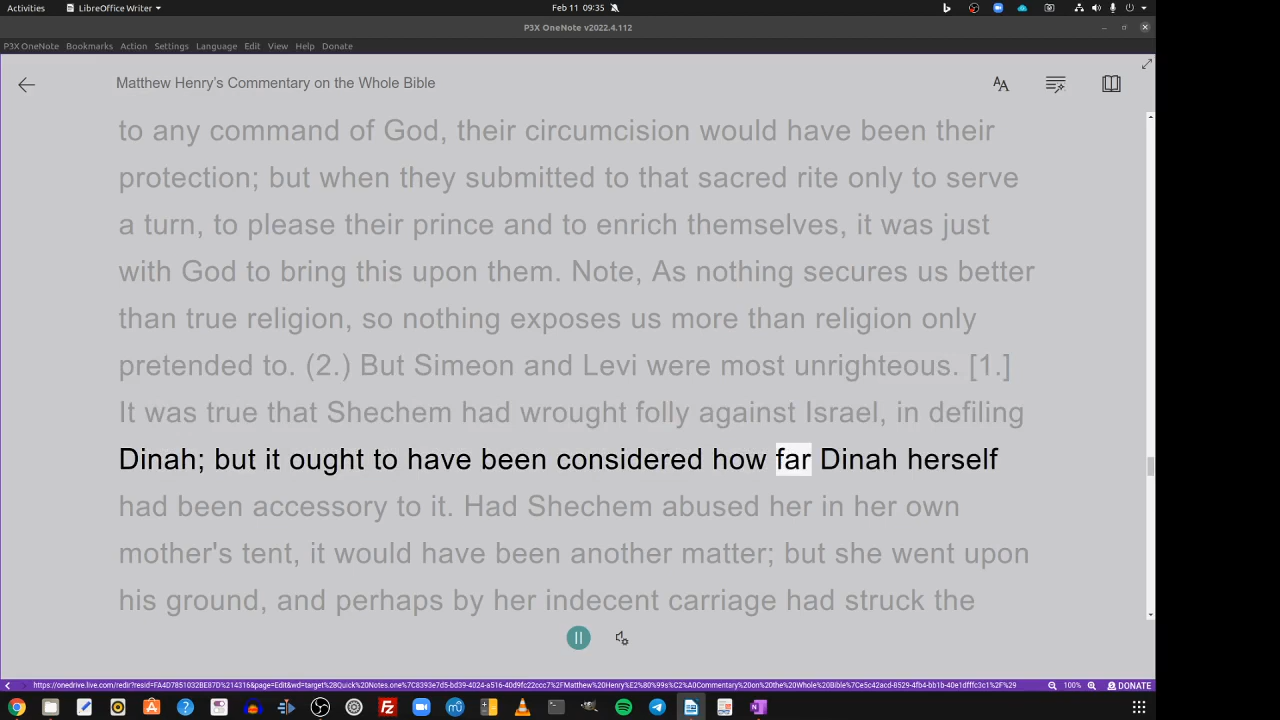 Activities
LibreOffice Writer
Feb 11 09:35
P3X OneNote v2022.4.112
P3X OneNote Bookmarks Action Settings Language Edit View Help Donate
Matthew Henry's Commentary on the Whole Bible
to any command of God, their circumcision would have been their
protection; but when they submitted to that sacred rite only to serve
a turn, to please their prince and to enrich themselves, it was just
with God to bring this upon them. Note, As nothing secures us better
than true religion, so nothing exposes us more than religion only
pretended to. (2.) But Simeon and Levi were most unrighteous. [1.]
It was true that Shechem had wrought folly against Israel, in defiling
Dinah; but it ought to have been considered how far Dinah herself
had been accessory to it. Had Shechem abused her in her own
mother's tent, it would have been another matter; but she went upon
his ground, and perhaps by her indecent carriage had struck the
100% DONATE